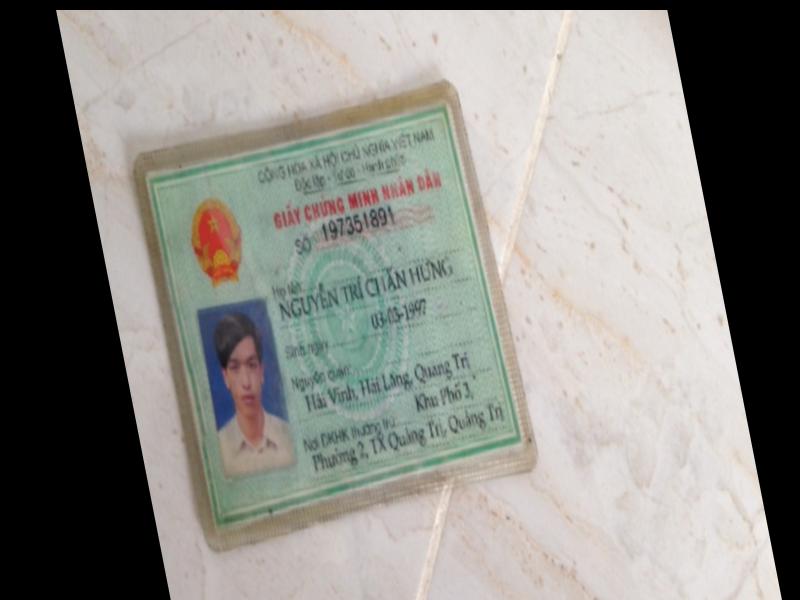 CỘNG HÒA XÃ HỘI CHỦ NGHĨA VIỆT NAM
Độc lập - Tự do - Hạnh phúc
GIẤY CHỨNG MINH NHÂN DÂN
SỐ 197351891
Họ tên:
NGUYỄN TRÍ CHẤN HƯNG
03-03-1997
Sinh ngày
Nguyên quán:
Hải Vĩnh, Hải Lăng, Quảng Trị
Nơi ĐKHK thường trú
Khu Phố 3,
Phường 2, TX Quảng Trị, Quảng Trị